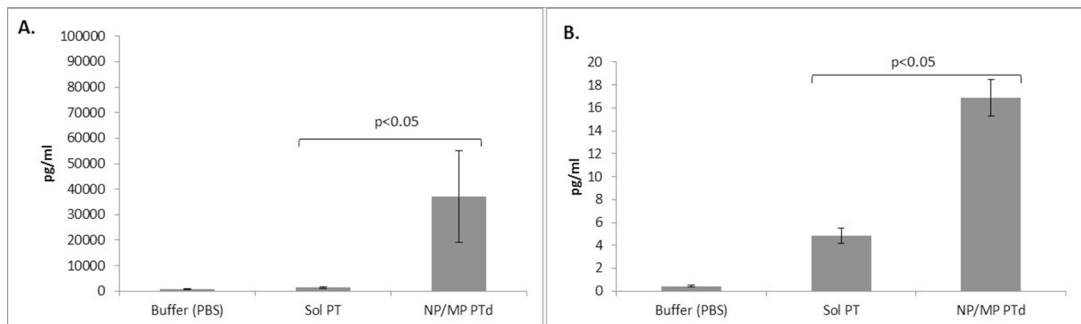 A.
100000
90000
80000
70000
60000
50000
40000
30000
20000
10000
0
pg/ml
p<0.05
Buffer (PBS) Sol PT NP/MP PTd
B.
20
18
16
14
12
10
8
6
4
2
0
pg/ml
p<0.05
Buffer (PBS) Sol PT NP/MP PTd